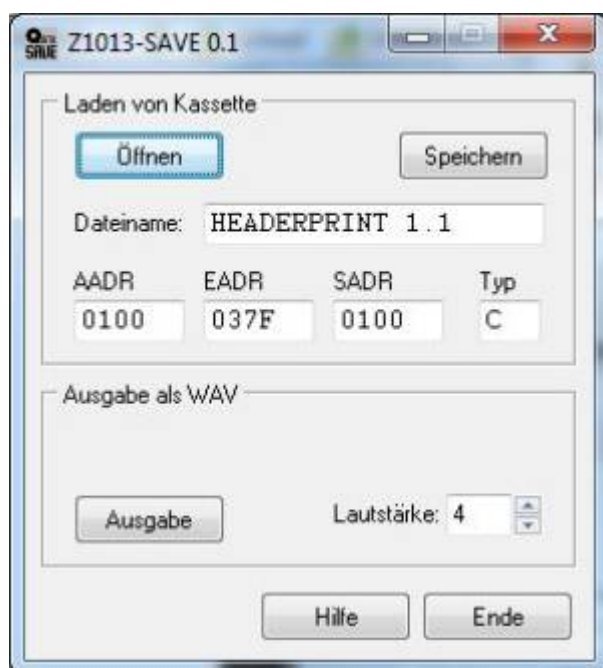 SAVE Z1013-SAVE 0.1
Laden von Kassette
Öffnen Speichern
Dateiname: HEADERPRINT 1.1
AADR EADR SADR Typ
0100 037F 0100 C
Ausgabe als WAV
Ausgabe Lautstärke: 4
Hilfe Ende